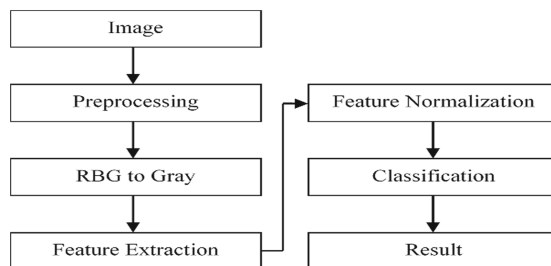 Image
Preprocessing
RBG to Gray
Feature Extraction
Feature Normalization
Classification
Result